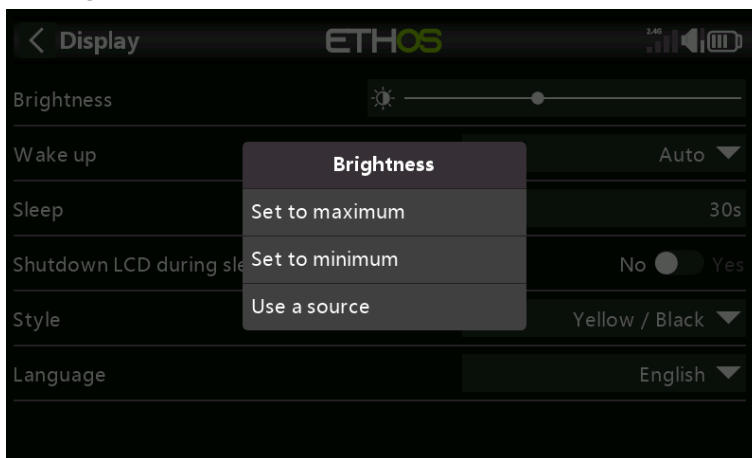 Display
ETHOS
2.4G
Brightness
Wake up
Auto
Brightness
Sleep
Set to maximum
30s
Shutdown LCD during sle
Set to minimum
No
Yes
Use a source
Style
Yellow / Black
Language
English